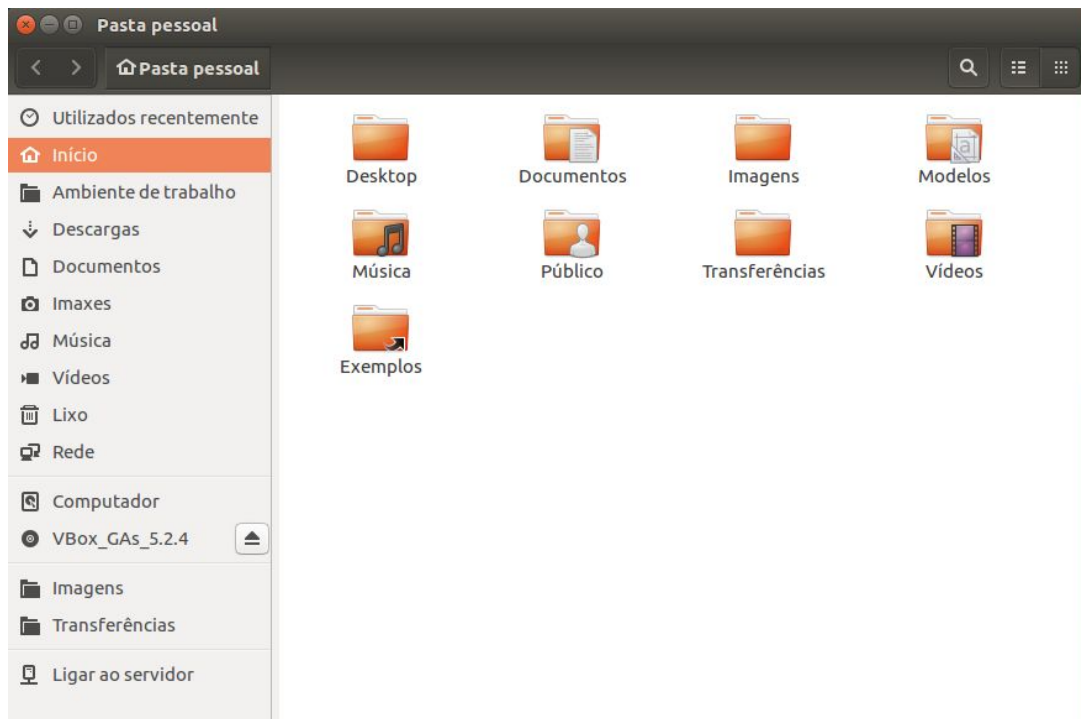 Pasta pessoal
Pasta pessoal
Utilizados recentemente
Início
Ambiente de trabalho
Descargas
Documentos
Imaxes
Música
Vídeos
Lixo
Rede
Computador
VBox_GAs_5.2.4
Imagens
Transferências
Ligar ao servidor
Desktop Documentos Imagens Modelos
Música Público Transferências Vídeos
Exemplos